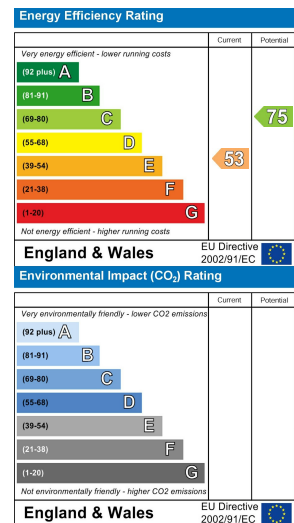 Energy Efficiency Rating
Current Potential
Very energy efficient - lower running costs
(92 plus) A
(81-91) B
(69-80) C
75
(55-68) D
(39-54) E
53
(21-38) F
(1-20) G
Not energy efficient - higher running costs
England & Wales
EU Directive
2002/91/EC
Environmental Impact (CO₂) Rating
Current Potential
Very environmentally friendly - lower CO2 emissions
(92 plus) A
(81-91) B
(69-80) C
(55-68) D
(39-54) E
(21-38) F
(1-20) G
Not environmentally friendly - higher CO2 emissions
England & Wales
EU Directive
2002/91/EC